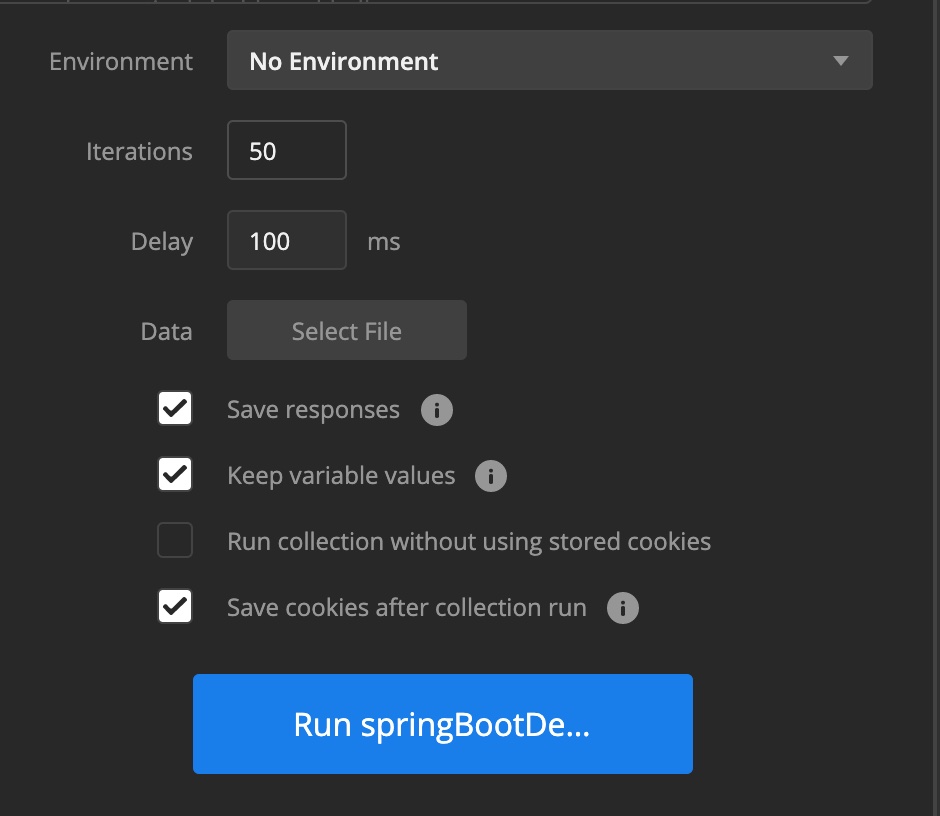 Environment
No Environment
Iterations
50
Delay
100
ms
Data
Select File
Save responses
Keep variable values
Run collection without using stored cookies
Save cookies after collection run
Run springBootDe...